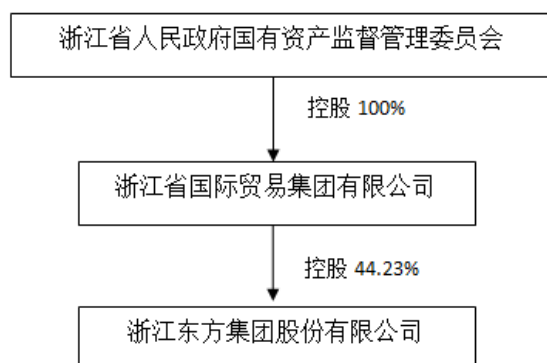 浙江省人民政府国有资产监督管理委员会
控股 100%
浙江省国际贸易集团有限公司
控股 44.23%
浙江东方集团股份有限公司